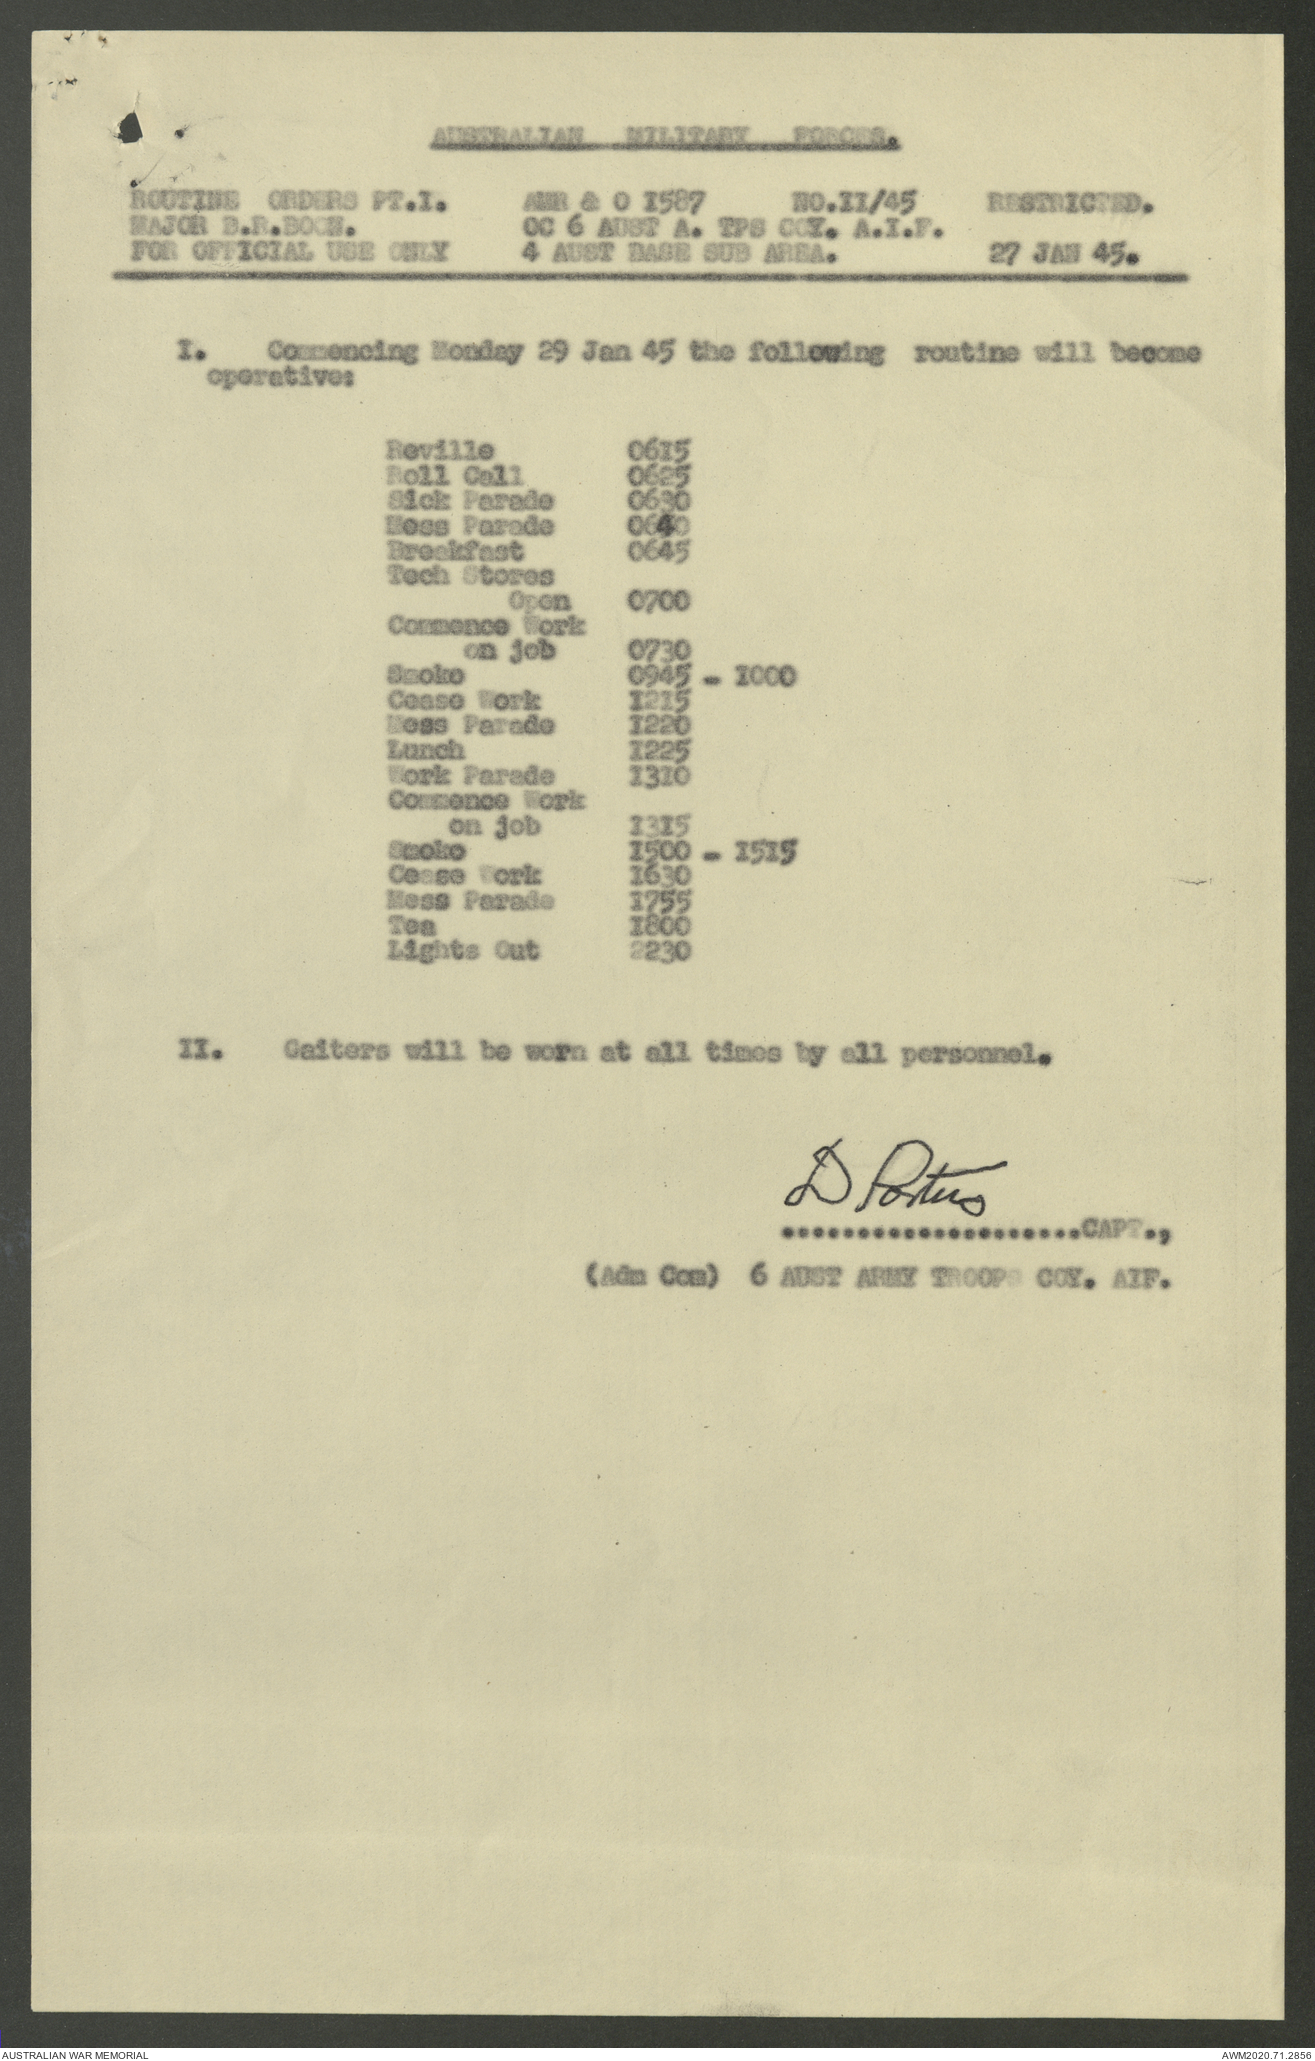 AUSTRALIAN MILITARY FORCES.
ROUTINE ORDERS PT.I. AMR & O I587 NO.II/45 RESTRICTED.
MAJOR B.R. OC 6 AUST A. TPS COY. A.I.F.
FOR OFFICIAL USE ONLY 4 AUST BASE SUB AREA. 27 JAN 45.
I. Commencing Monday 29 Jan 45 the following routine will become
operative:
Reville 06I5
Roll Call 0625
Sick Parade 0630
Mess Parade 0640
Breakfast 0645
Tech Stores
Open 0700
Commence Work
on job 0730
Smoko 0945 - I000
Cease Work I2I5
Mess Parade I220
Lunch I225
Work Parade I3I0
Commence Work
on job I3I5
Smoko I500 - I5I5
Cease Work I630
Mess Parade I755
Tea I800
Lights Out 2230
II. Gaiters will be worn at all times by all personnel.
D Porter
....................CAPT.,
(Adm Com) 6 AUST ARMY TROOPS COY. AIF.
AUSTRALIAN WAR MEMORIAL AWM2020.71.2856